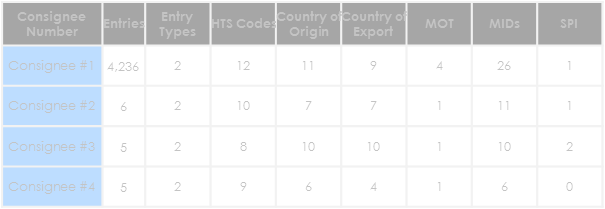 Consignee Number Entries Entry Types HTS Codes Country of Origin Country of Export MOT MIDs SPI
Consignee #1 4,236 2 12 11 9 4 26 1
Consignee #2 6 2 10 7 7 1 11 1
Consignee #3 5 2 8 10 10 1 10 2
Consignee #4 5 2 9 6 4 1 6 0